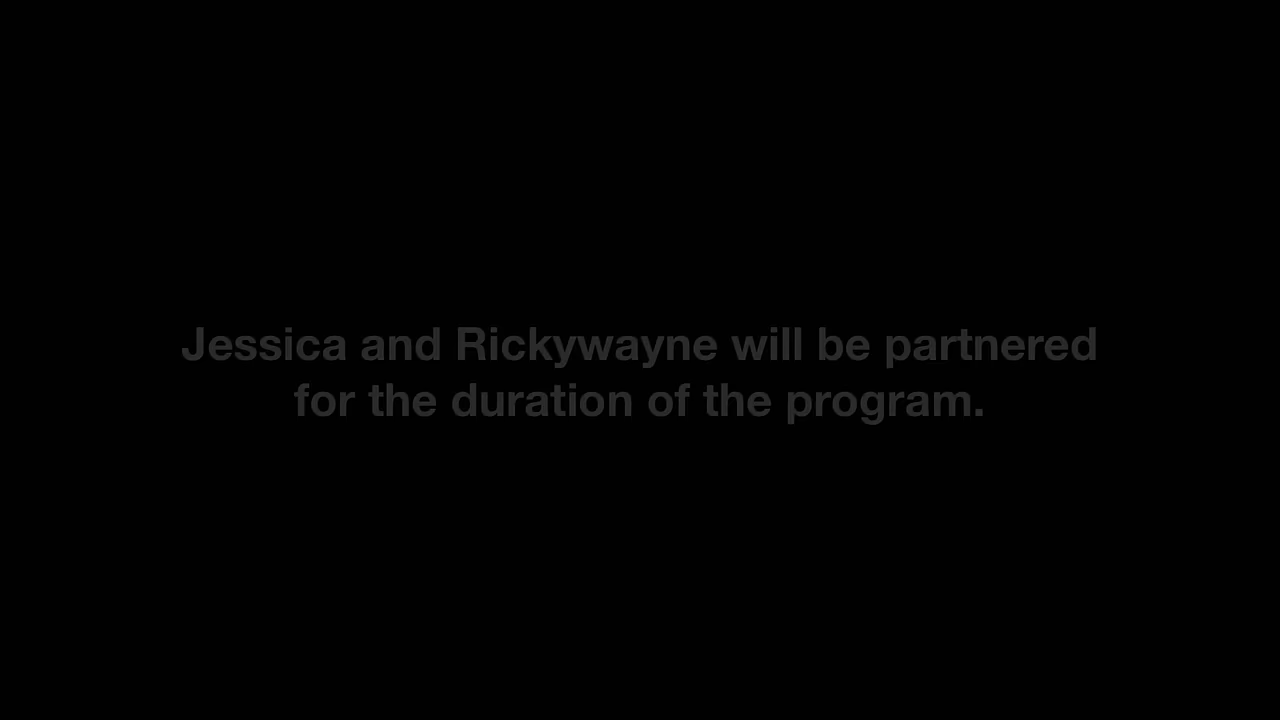 Jessica and Rickywayne will be partnered
for the duration of the program.